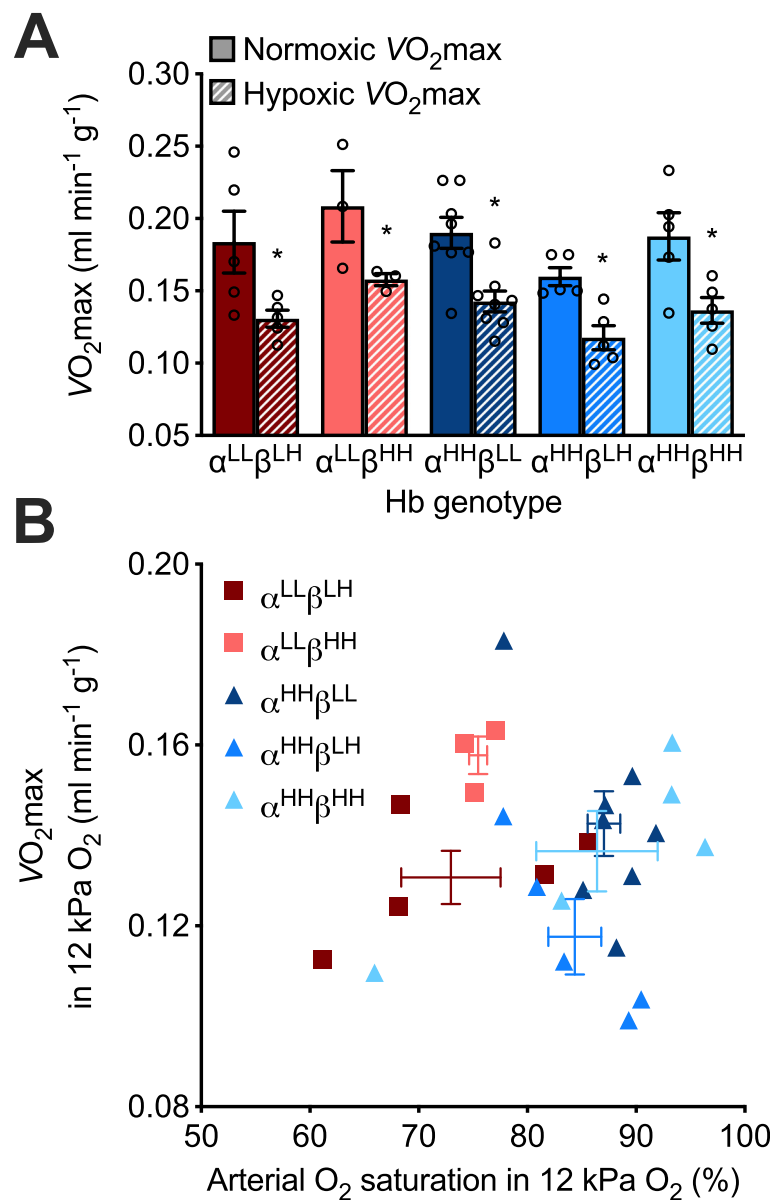 A
Normoxic VO₂max
Hypoxic VO₂max
VO₂max (ml min⁻¹ g⁻¹)
0.30
0.25
0.20
0.15
0.10
0.05
* * * * *
αᴸᴸβᴸᴴ αᴸᴸβᴴᴴ αᴴᴴβᴸᴸ αᴴᴴβᴸᴴ αᴴᴴβᴴᴴ
Hb genotype
B
VO₂max
in 12 kPa O₂ (ml min⁻¹ g⁻¹)
0.20
0.16
0.12
0.08
αᴸᴸβᴸᴴ
αᴸᴸβᴴᴴ
αᴴᴴβᴸᴸ
αᴴᴴβᴸᴴ
αᴴᴴβᴴᴴ
50 60 70 80 90 100
Arterial O₂ saturation in 12 kPa O₂ (%)